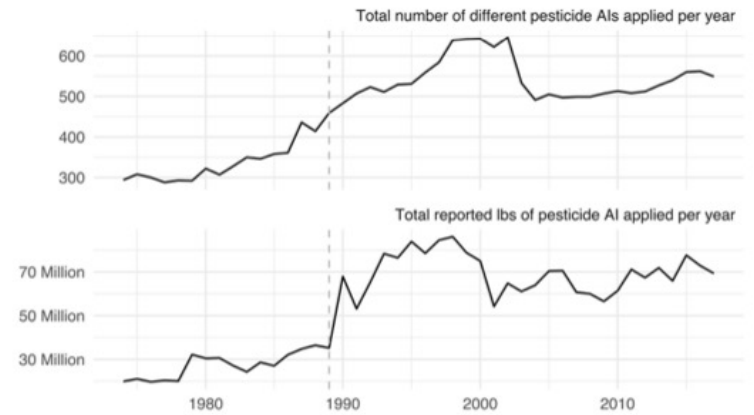 Total number of different pesticide AIs applied per year
600
500
400
300
Total reported lbs of pesticide AI applied per year
70 Million
50 Million
30 Million
1980 1990 2000 2010